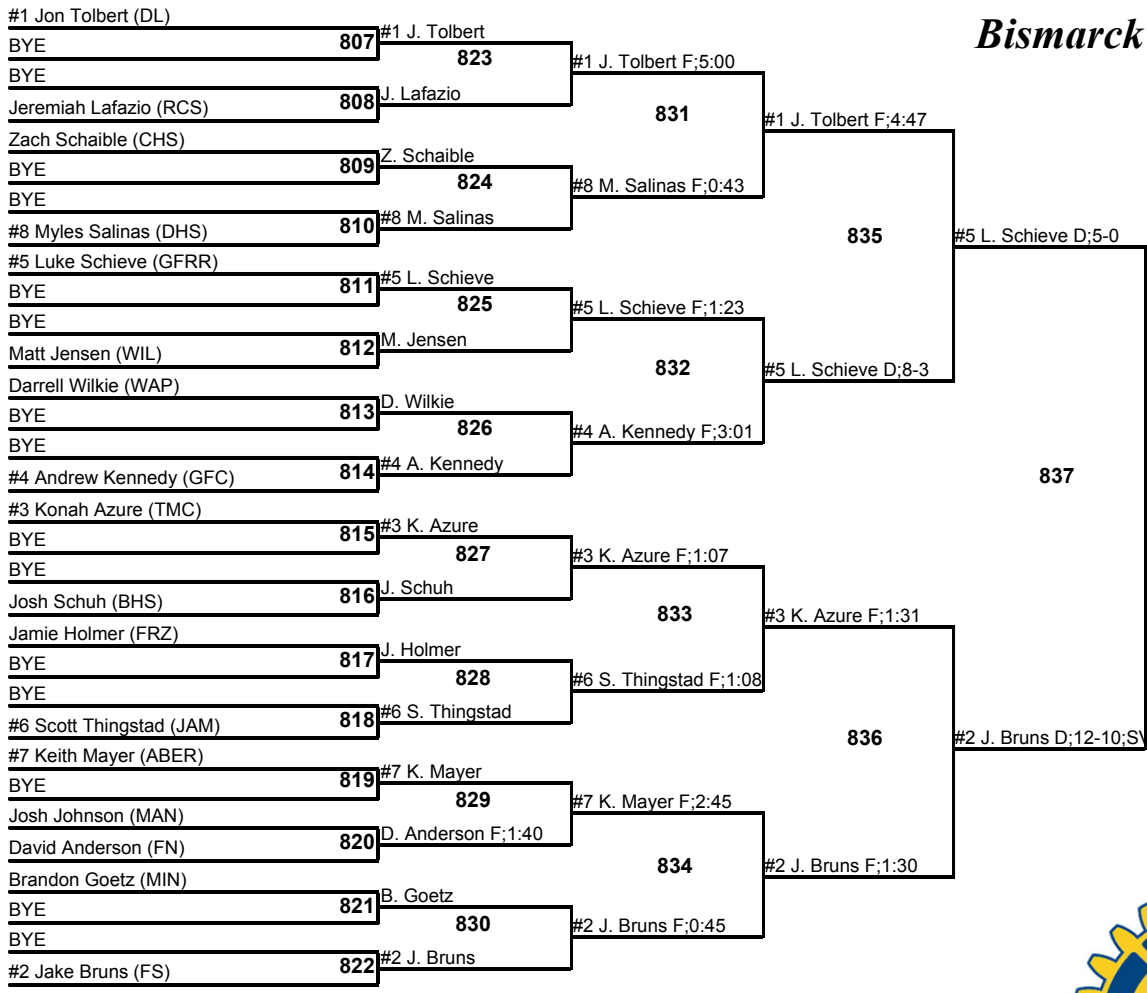 #1 Jon Tolbert (DL)
BYE
BYE
Jeremiah Lafazio (RCS)
Zach Schaible (CHS)
BYE
BYE
#8 Myles Salinas (DHS)
#5 Luke Schieve (GFRR)
BYE
BYE
Matt Jensen (WIL)
Darrell Wilkie (WAP)
BYE
BYE
#4 Andrew Kennedy (GFC)
#3 Konah Azure (TMC)
BYE
BYE
Josh Schuh (BHS)
Jamie Holmer (FRZ)
BYE
BYE
#6 Scott Thingstad (JAM)
#7 Keith Mayer (ABER)
BYE
Josh Johnson (MAN)
David Anderson (FN)
Brandon Goetz (MIN)
BYE
BYE
#2 Jake Bruns (FS)
807
808
809
810
811
812
813
814
815
816
817
818
819
820
821
822
#1 J. Tolbert
823
J. Lafazio
Z. Schaible
824
#8 M. Salinas
#5 L. Schieve
825
M. Jensen
D. Wilkie
826
#4 A. Kennedy
#3 K. Azure
827
J. Schuh
J. Holmer
828
#6 S. Thingstad
#7 K. Mayer
829
D. Anderson F;1:40
B. Goetz
830
#2 J. Bruns
#1 J. Tolbert F;5:00
831
#8 M. Salinas F;0:43
#5 L. Schieve F;1:23
832
#4 A. Kennedy F;3:01
#3 K. Azure F;1:07
833
#6 S. Thingstad F;1:08
#7 K. Mayer F;2:45
834
#2 J. Bruns F;0:45
#1 J. Tolbert F;4:47
835
#5 L. Schieve D;8-3
#3 K. Azure F;1:31
836
#2 J. Bruns F;1:30
Bismarck
#5 L. Schieve D;5-0
837
#2 J. Bruns D;12-10;SV